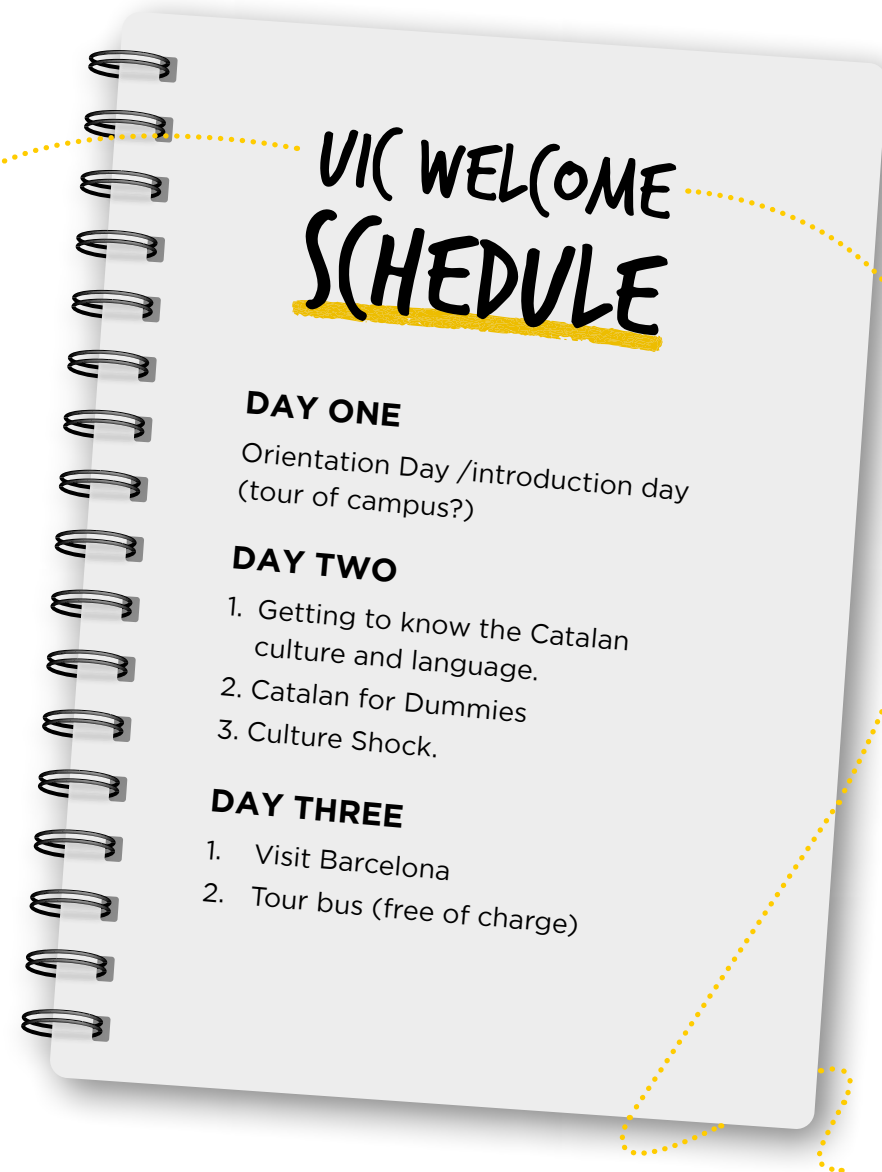 UIC WELCOME
SCHEDULE
DAY ONE
Orientation Day /introduction day
(tour of campus?)
DAY TWO
1. Getting to know the Catalan
culture and language.
2. Catalan for Dummies
3. Culture Shock.
DAY THREE
1. Visit Barcelona
2. Tour bus (free of charge)